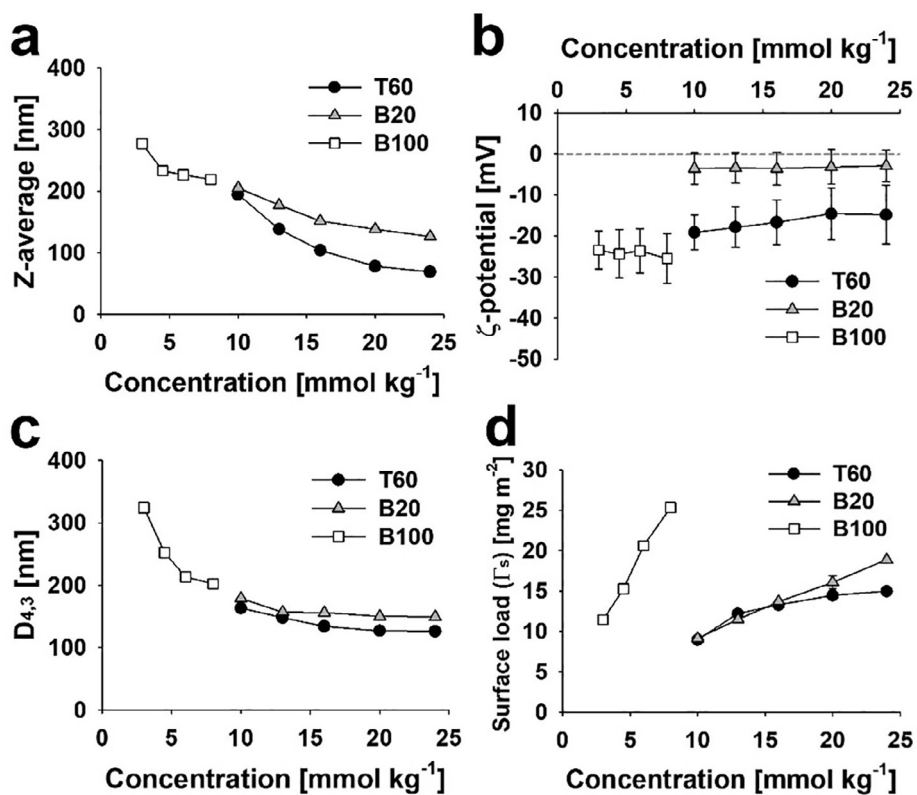 a
400
300
200
100
0
Z-average [nm]
T60
B20
B100
0 5 10 15 20 25
Concentration [mmol kg-1]
b
Concentration [mmol kg-1]
0 5 10 15 20 25
10
0
-10
-20
-30
-40
-50
ζ-potential [mV]
T60
B20
B100
c
400
300
200
100
0
D4,3 [nm]
T60
B20
B100
0 5 10 15 20 25
Concentration [mmol kg-1]
d
30
25
20
15
10
5
0
Surface load (Γs) [mg m-2]
T60
B20
B100
0 5 10 15 20 25
Concentration [mmol kg-1]